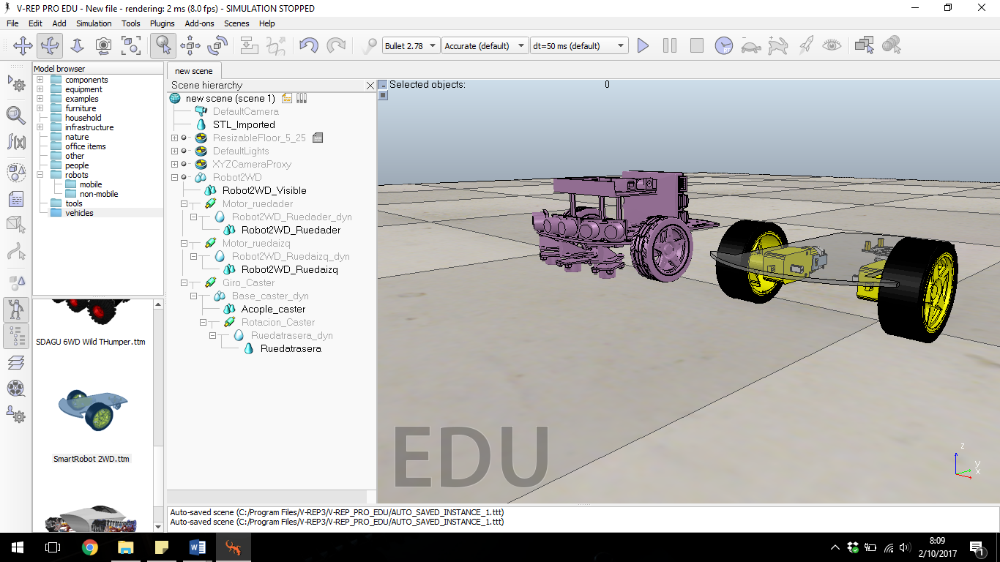 V-REP PRO EDU - New file - rendering: 2 ms (8.0 fps) - SIMULATION STOPPED
File Edit Add Simulation Tools Plugins Add-ons Scenes Help
Bullet 2.78 Accurate (default) dt=50 ms (default)
Model browser
components
equipment
examples
furniture
household
infrastructure
nature
office items
other
people
robots
mobile
non-mobile
tools
vehicles
SDAGU 6WD Wild THumper.ttm
SmartRobot 2WD.ttm
new scene
Scene hierarchy
new scene (scene 1)
DefaultCamera
STL_Imported
ResizableFloor_5_25
DefaultLights
XYZCameraProxy
Robot2WD
Robot2WD_Visible
Motor_ruedader
Robot2WD_Ruedader_dyn
Robot2WD_Ruedader
Motor_ruedaizq
Robot2WD_Ruedaizq_dyn
Robot2WD_Ruedaizq
Giro_Caster
Base_caster_dyn
Acople_caster
Rotacion_Caster
Ruedatrasera_dyn
Ruedatrasera
Selected objects: 0
EDU
z
y
x
Auto-saved scene (C:/Program Files/V-REP3/V-REP_PRO_EDU/AUTO_SAVED_INSTANCE_1.ttt)
Auto-saved scene (C:/Program Files/V-REP3/V-REP_PRO_EDU/AUTO_SAVED_INSTANCE_1.ttt)
8:09
2/10/2017
1